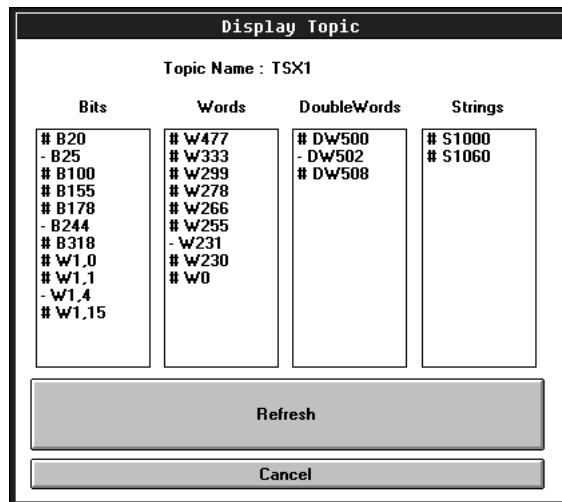 Display Topic
Topic Name : TSX1
Bits
Words
DoubleWords
Strings
# B20
- B25
# B100
# B155
# B178
- B244
# B318
# W1,0
# W1,1
- W1,4
# W1,15
# W477
# W333
# W299
# W278
# W266
# W255
- W231
# W230
# W0
# DW500
- DW502
# DW508
# S1000
# S1060
Refresh
Cancel